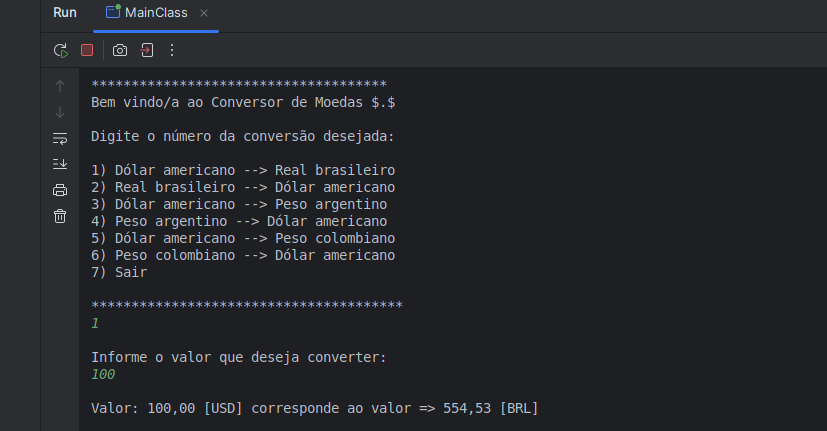 Run MainClass
*************************************
Bem vindo/a ao Conversor de Moedas $.$
Digite o número da conversão desejada:
1) Dólar americano --> Real brasileiro
2) Real brasileiro --> Dólar americano
3) Dólar americano --> Peso argentino
4) Peso argentino --> Dólar americano
5) Dólar americano --> Peso colombiano
6) Peso colombiano --> Dólar americano
7) Sair
***************************************
1
Informe o valor que deseja converter:
100
Valor: 100,00 [USD] corresponde ao valor => 554,53 [BRL]